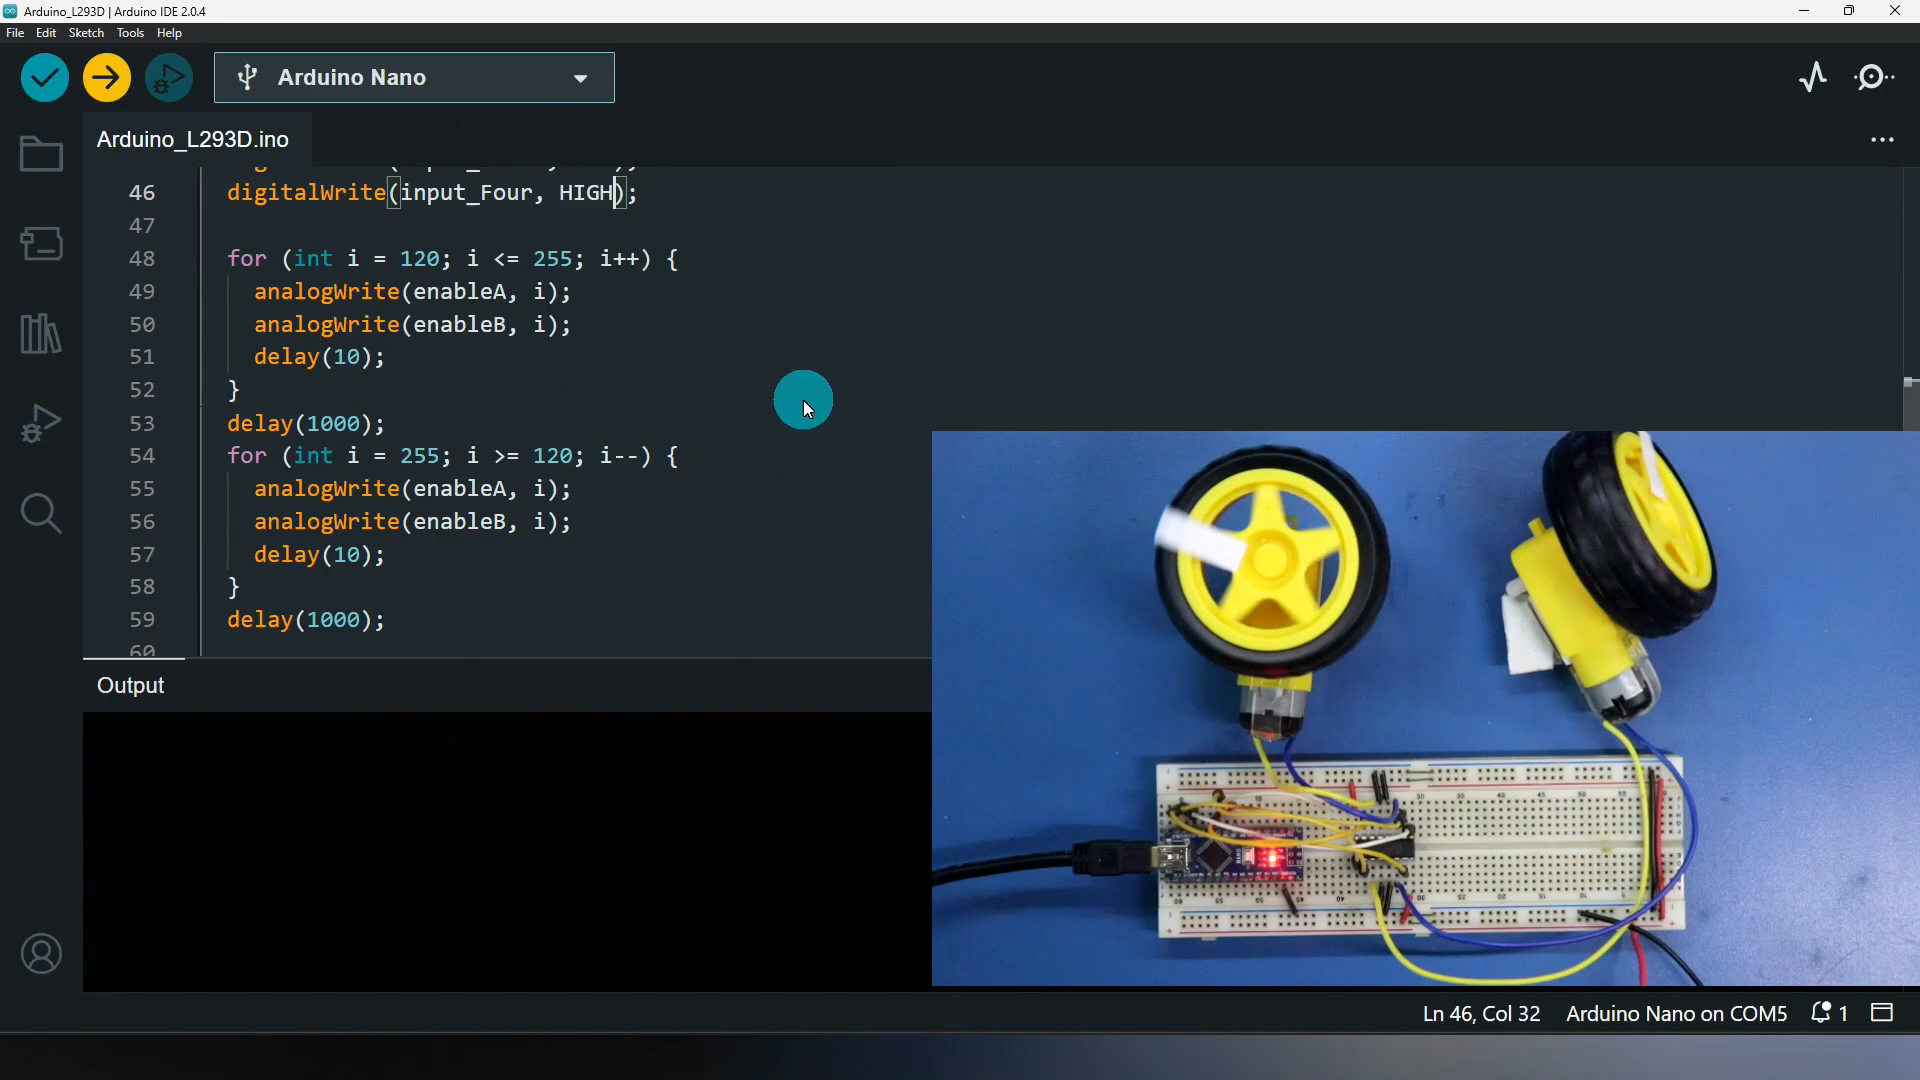 Arduino_L293D | Arduino IDE 2.0.4
File Edit Sketch Tools Help
Arduino Nano
Arduino_L293D.ino
46 digitalWrite(input_Four, HIGH);
47
48 for (int i = 120; i <= 255; i++) {
49 analogWrite(enableA, i);
50 analogWrite(enableB, i);
51 delay(10);
52 }
53 delay(1000);
54 for (int i = 255; i >= 120; i--) {
55 analogWrite(enableA, i);
56 analogWrite(enableB, i);
57 delay(10);
58 }
59 delay(1000);
60
Output
Ln 46, Col 32 Arduino Nano on COM5 1